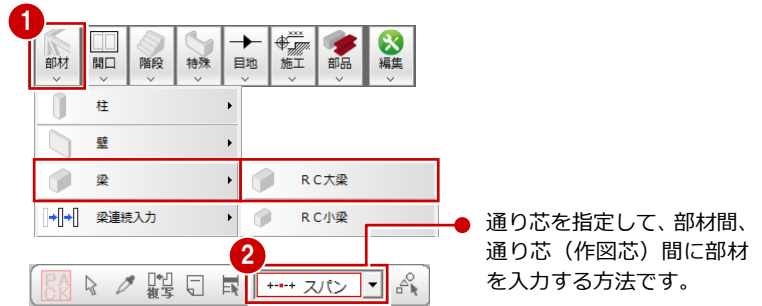 1
部材 開口 階段 特殊 目地 施工 部品 編集
柱
壁
梁 ＲＣ大梁
梁連続入力 ＲＣ小梁
2
通り芯を指定して、部材間、
通り芯（作図芯）間に部材
を入力する方法です。
PACK 複写 スパン